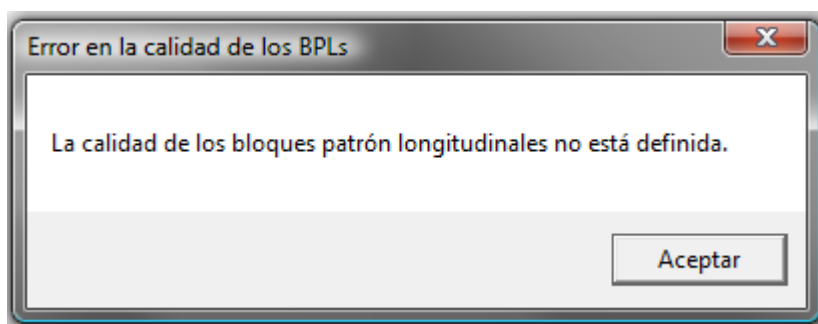 Error en la calidad de los BPLs
La calidad de los bloques patrón longitudinales no está definida.
Aceptar